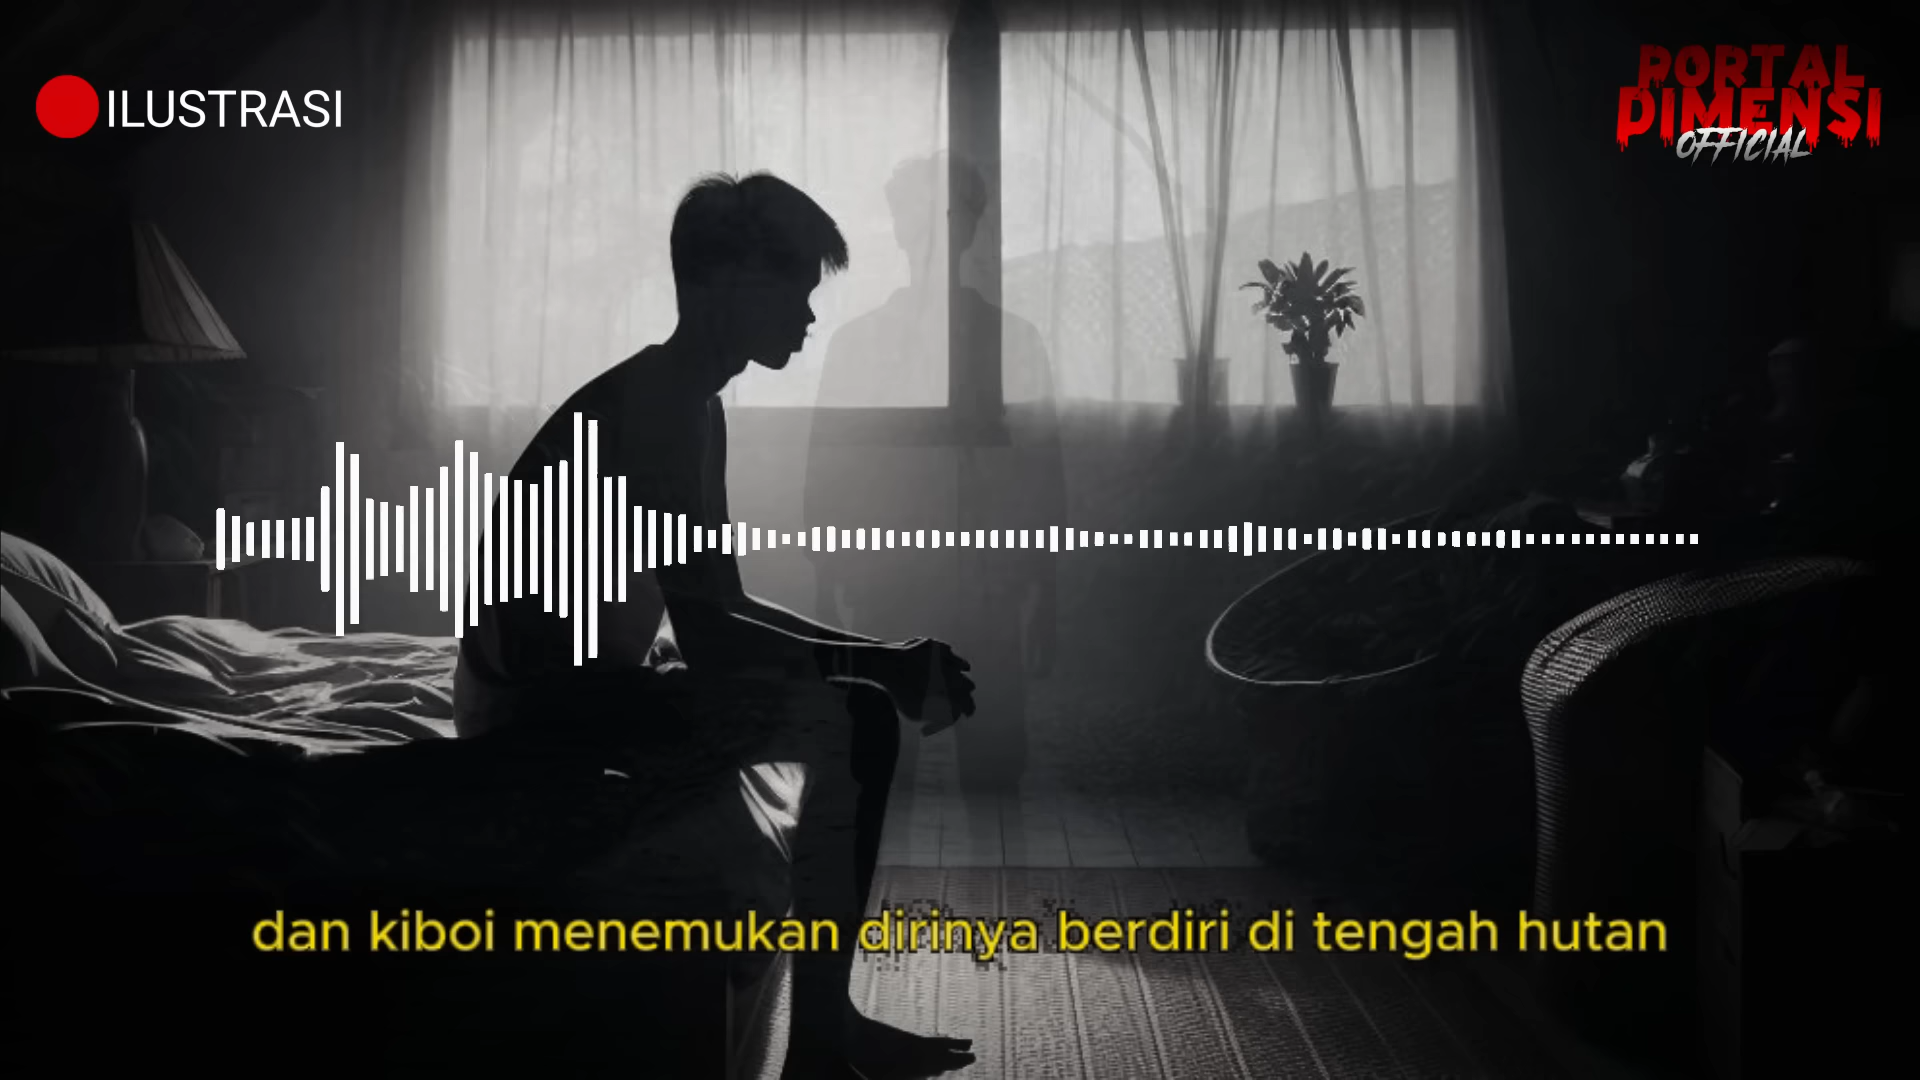 ILUSTRASI
PORTAL
DIMENSI
OFFICIAL
dan kiboi menemukan dirinya berdiri di tengah hutan